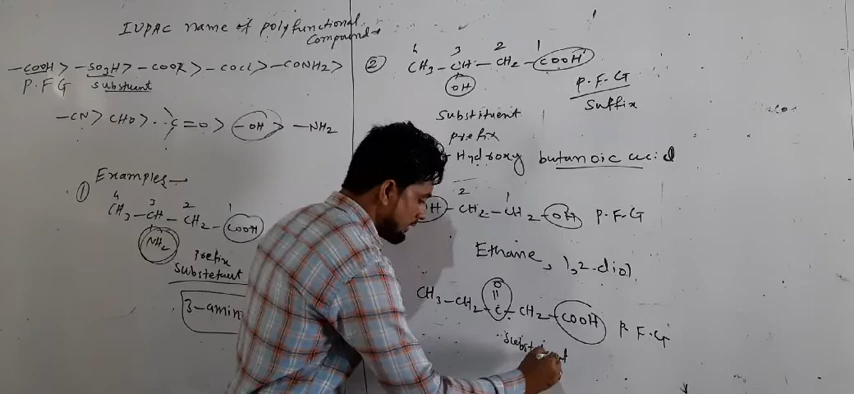 IUPAC name of polyfunctional
Compounds
-COOH > -SO3H > -COOR > -COCl > -CONH2 >
P.F.G substuent
-CN > CHO > >C=O > -OH > -NH2
Examples-
①
4 3 2 1
CH3-CH-CH2-COOH
NH2
prefix
substetuent
3-amin
②
4 3 2 1
CH3-CH-CH2-COOH
OH
P.F.G
Suffix
Substituent
prefix
Hydroxy butanoic acid
2 1
OH-CH2-CH2-OH P.F.G
Ethane, 1,2-diol
O
CH3-CH2-C-CH2-COOH P.F.G